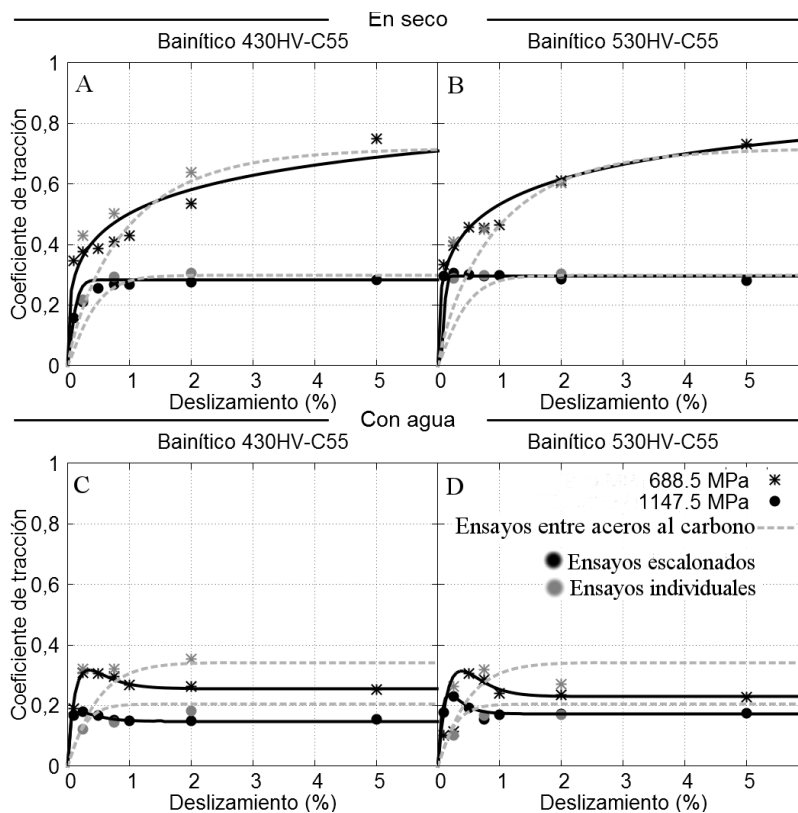 En seco
Bainítico 430HV-C55
Bainítico 530HV-C55
A
B
Coeficiente de tracción
1
0,8
0,6
0,4
0,2
0
0 1 2 3 4 5
0 1 2 3 4 5
Deslizamiento (%)
Deslizamiento (%)
Con agua
Bainítico 430HV-C55
Bainítico 530HV-C55
C
D
688.5 MPa
1147.5 MPa
Ensayos entre aceros al carbono
Ensayos escalonados
Ensayos individuales
Coeficiente de tracción
1
0,8
0,6
0,4
0,2
0
0 1 2 3 4 5
0 1 2 3 4 5
Deslizamiento (%)
Deslizamiento (%)